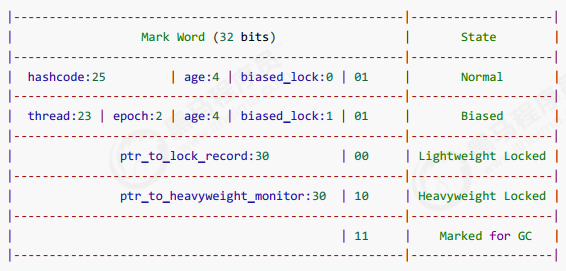 |------------------------------------------------------|--------------------|
| Mark Word (32 bits) | State |
|------------------------------------------------------|--------------------|
| hashcode:25 | age:4 | biased_lock:0 | 01 | Normal |
|------------------------------------------------------|--------------------|
| thread:23 | epoch:2 | age:4 | biased_lock:1 | 01 | Biased |
|------------------------------------------------------|--------------------|
| ptr_to_lock_record:30 | 00 | Lightweight Locked |
|------------------------------------------------------|--------------------|
| ptr_to_heavyweight_monitor:30 | 10 | Heavyweight Locked |
|------------------------------------------------------|--------------------|
| | 11 | Marked for GC |
|------------------------------------------------------|--------------------|